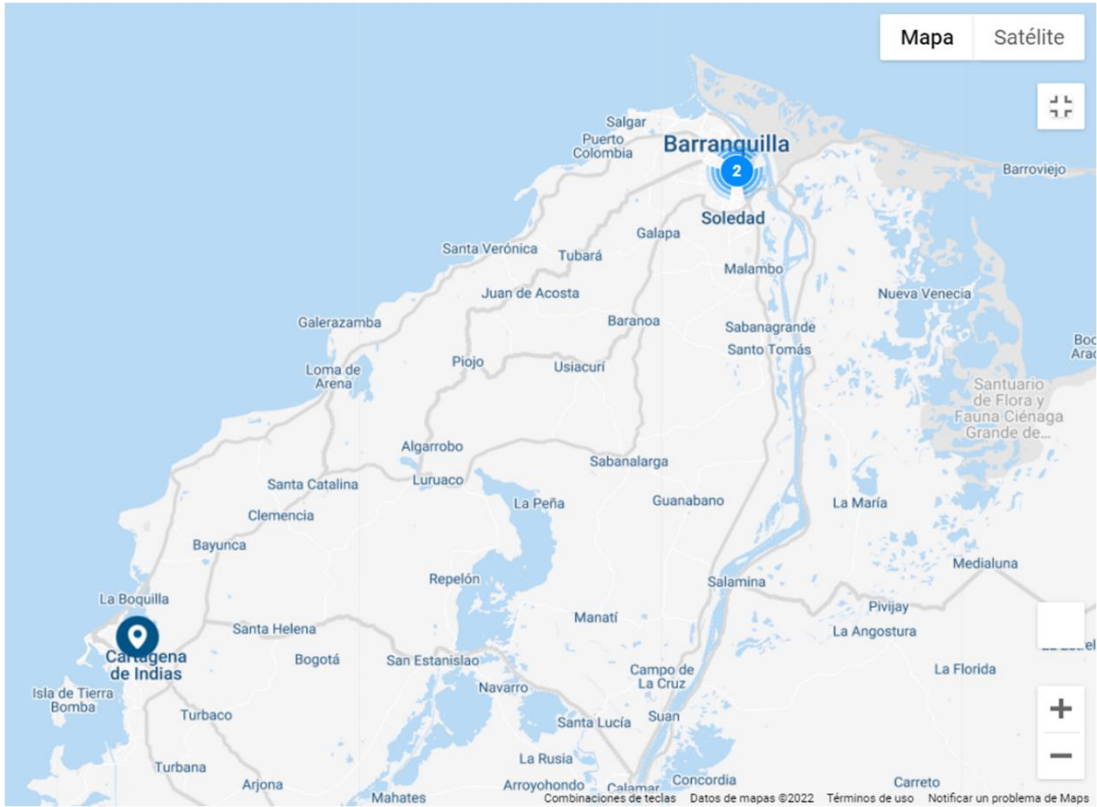 Mapa
Satélite
Salgar
Puerto
Colombia
Barranquilla
2
Barroviejo
Soledad
Galapa
Santa Verónica
Tubará
Malambo
Juan de Acosta
Nueva Venecia
Galerazamba
Baranoa
Sabanagrande
Santo Tomás
Piojo
Usiacurí
Loma de
Arena
Santuario
de Flora y
Fauna Ciénaga
Grande de...
Algarrobo
Sabanalarga
Luruaco
Santa Catalina
La Peña
Guanabano
La María
Clemencia
Bayunca
Medialuna
Repelón
Salamina
La Boquilla
Pivijay
Manatí
Santa Helena
La Angostura
Cartagena
de Indias
Bogotá
San Estanislao
Campo de
La Cruz
La Florida
Isla de Tierra
Bomba
Navarro
Turbaco
Santa Lucía
Suan
La Rusia
Turbana
Arjona
Arroyohondo
Calamar
Concordia
Carreto
Mahates
Combinaciones de teclas
Datos de mapas ©2022
Términos de uso
Notificar un problema de Maps